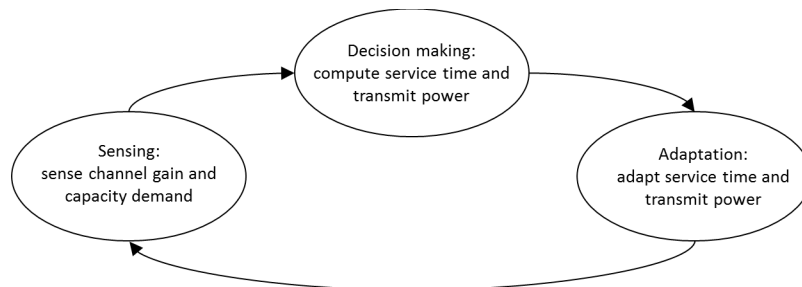 Decision making:
compute service time and
transmit power
Sensing:
sense channel gain and
capacity demand
Adaptation:
adapt service time and
transmit power